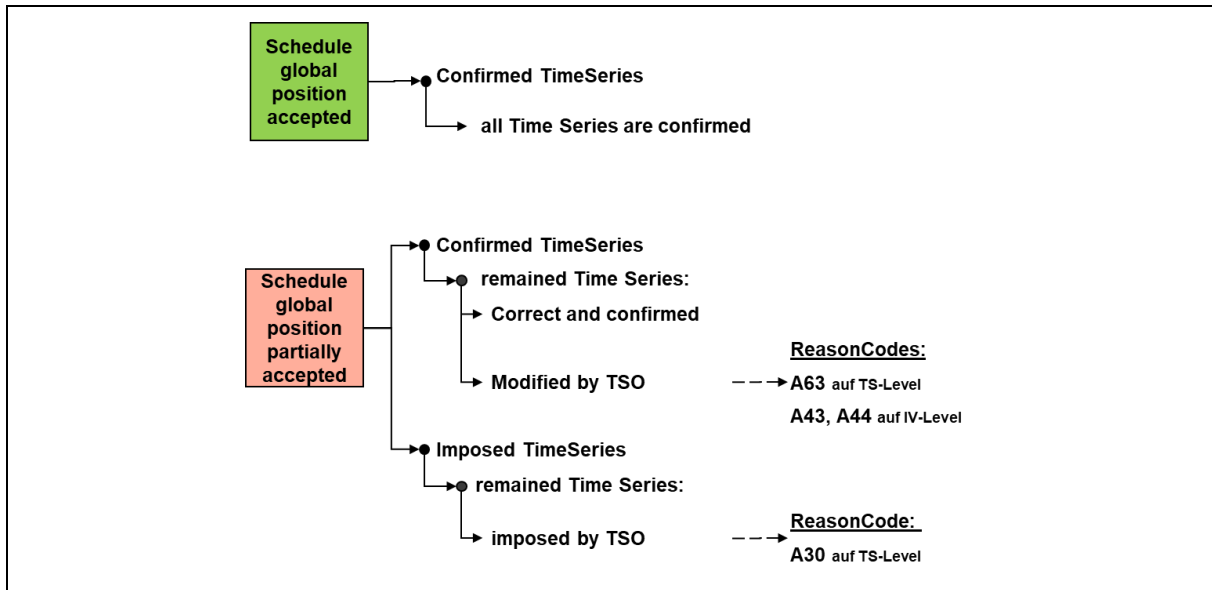 Schedule
global
position
accepted
Confirmed TimeSeries
all Time Series are confirmed
Schedule
global
position
partially
accepted
Confirmed TimeSeries
remained Time Series:
Correct and confirmed
Modified by TSO
ReasonCodes:
A63 auf TS-Level
A43, A44 auf IV-Level
Imposed TimeSeries
remained Time Series:
imposed by TSO
ReasonCode:
A30 auf TS-Level